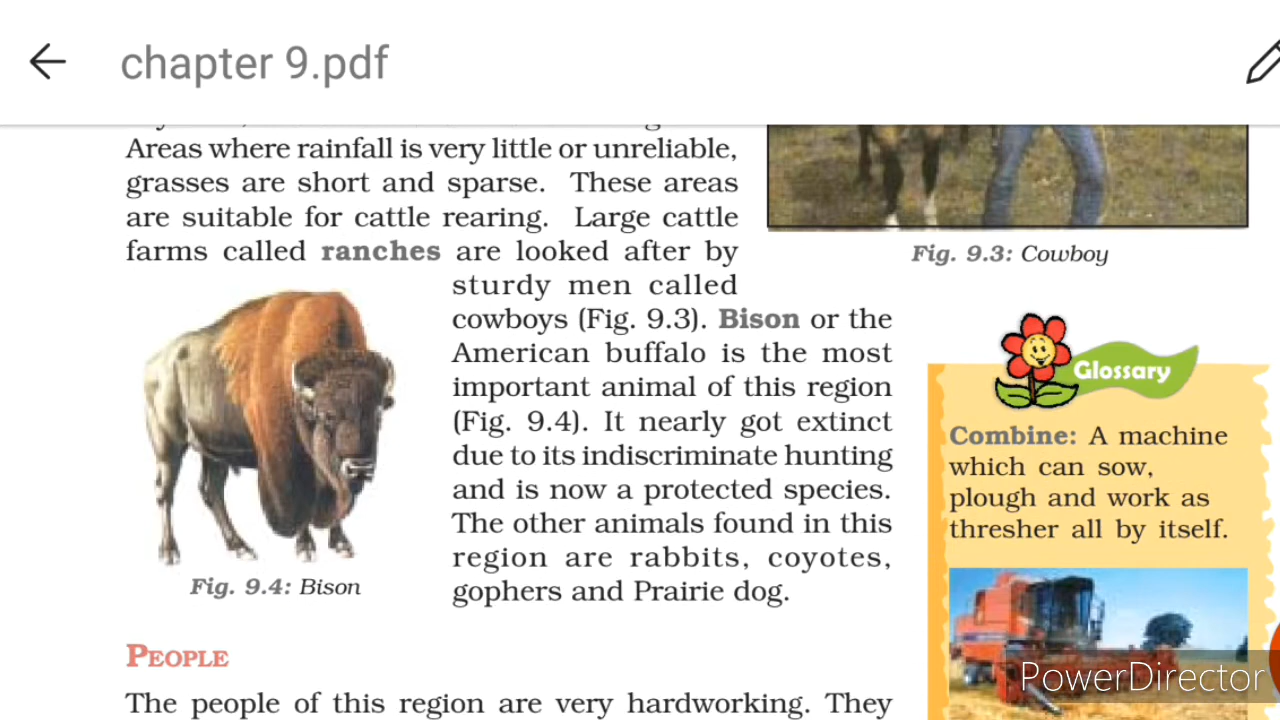 chapter 9.pdf
Areas where rainfall is very little or unreliable,
grasses are short and sparse. These areas
are suitable for cattle rearing. Large cattle
farms called ranches are looked after by
sturdy men called
cowboys (Fig. 9.3). Bison or the
American buffalo is the most
important animal of this region
(Fig. 9.4). It nearly got extinct
due to its indiscriminate hunting
and is now a protected species.
The other animals found in this
region are rabbits, coyotes,
gophers and Prairie dog.
Fig. 9.4: Bison
PEOPLE
The people of this region are very hardworking. They
Fig. 9.3: Cowboy
Glossary
Combine: A machine
which can sow,
plough and work as
thresher all by itself.
PowerDirector